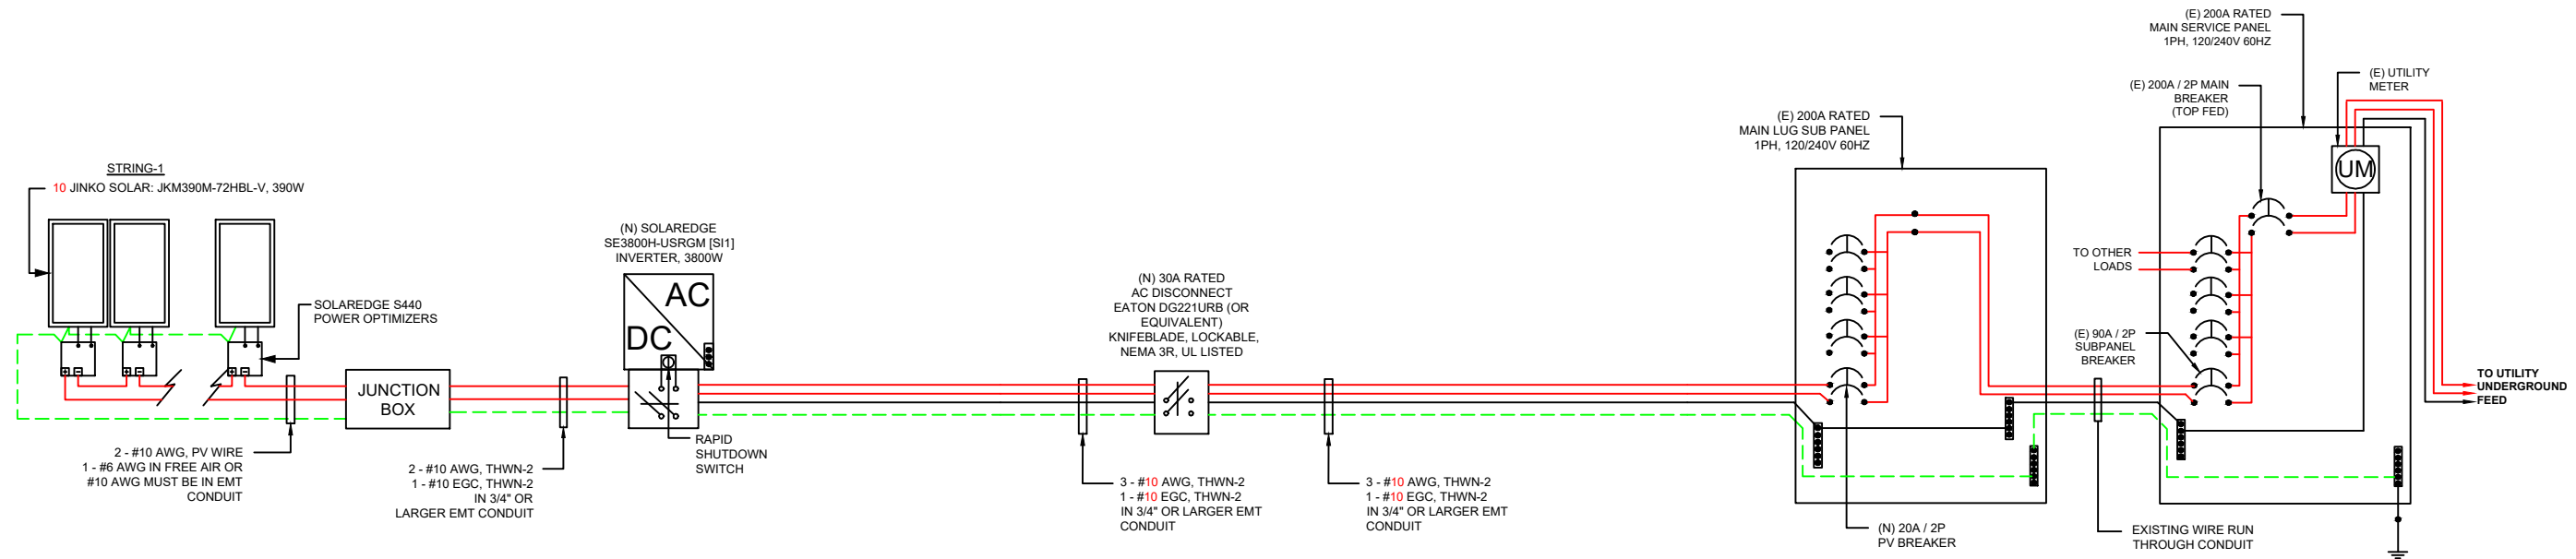 STRING-1
10 JINKO SOLAR: JKM390M-72HBL-V, 390W
SOLAREDGE S440
POWER OPTIMIZERS
JUNCTION
BOX
2 - #10 AWG, PV WIRE
1 - #6 AWG IN FREE AIR OR
#10 AWG MUST BE IN EMT
CONDUIT
2 - #10 AWG, THWN-2
1 - #10 EGC, THWN-2
IN 3/4" OR
LARGER EMT CONDUIT
(N) SOLAREDGE
SE3800H-USRGM [SI1]
INVERTER, 3800W
AC
DC
RAPID
SHUTDOWN
SWITCH
(N) 30A RATED
AC DISCONNECT
EATON DG221URB (OR
EQUIVALENT)
KNIFEBLADE, LOCKABLE,
NEMA 3R, UL LISTED
3 - #10 AWG, THWN-2
1 - #10 EGC, THWN-2
IN 3/4" OR LARGER EMT
CONDUIT
3 - #10 AWG, THWN-2
1 - #10 EGC, THWN-2
IN 3/4" OR LARGER EMT
CONDUIT
(E) 200A RATED
MAIN LUG SUB PANEL
1PH, 120/240V 60HZ
(N) 20A / 2P
PV BREAKER
(E) 200A RATED
MAIN SERVICE PANEL
1PH, 120/240V 60HZ
(E) UTILITY
METER
(E) 200A / 2P MAIN
BREAKER
(TOP FED)
UM
TO OTHER
LOADS
(E) 90A / 2P
SUBPANEL
BREAKER
TO UTILITY
UNDERGROUND
FEED
EXISTING WIRE RUN
THROUGH CONDUIT